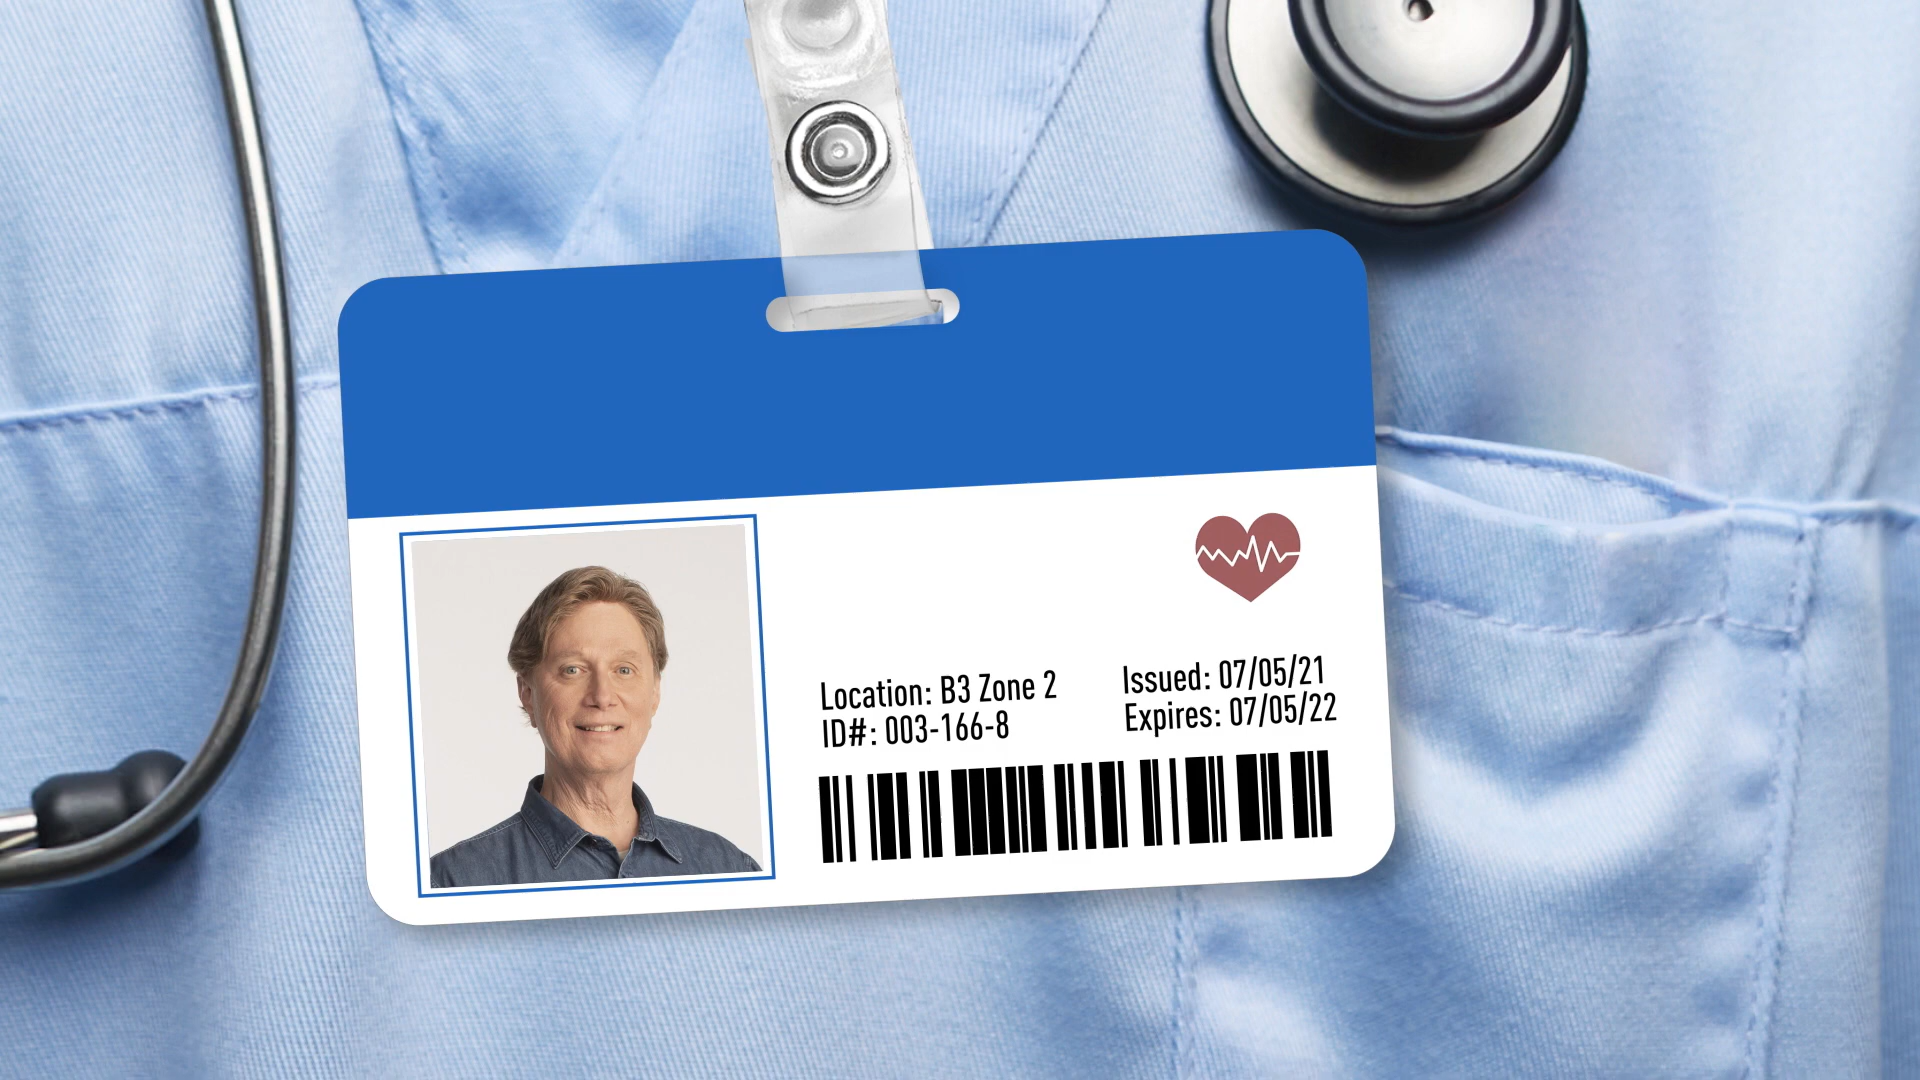 Location: B3 Zone 2
ID#: 003-166-8
Issued: 07/05/21
Expires: 07/05/22